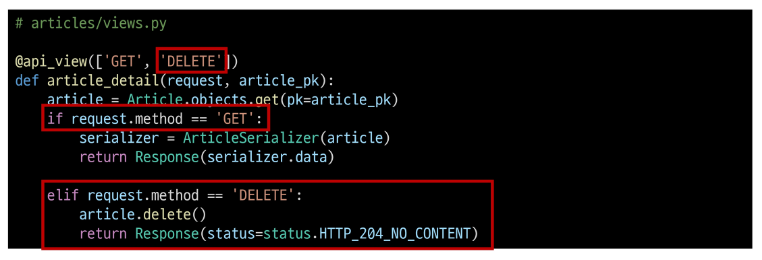 # articles/views.py
@api_view(['GET', 'DELETE'])
def article_detail(request, article_pk):
    article = Article.objects.get(pk=article_pk)
    if request.method == 'GET':
        serializer = ArticleSerializer(article)
        return Response(serializer.data)
    elif request.method == 'DELETE':
        article.delete()
        return Response(status=status.HTTP_204_NO_CONTENT)